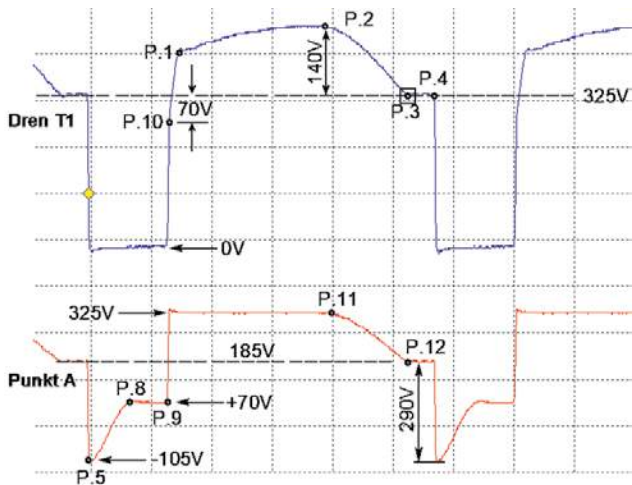 P.2
P.1
140V
P.4
P.3
325V
70V
Dren T1
P.10
0V
325V
P.11
185V
P.12
Punkt A
P.8
P.9
+70V
290V
-105V
P.5